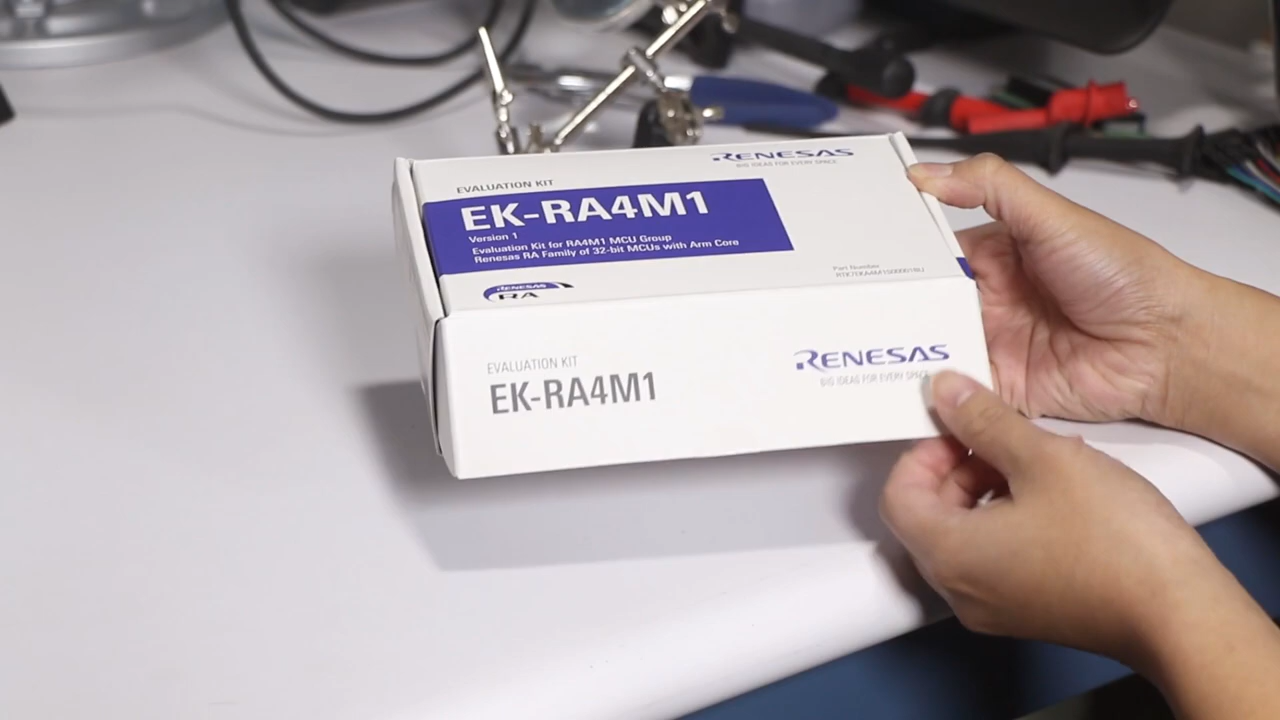 RENESAS
BIG IDEAS FOR EVERY SPACE
EVALUATION KIT
EK-RA4M1
Version 1
Evaluation Kit for RA4M1 MCU Group
Renesas RA Family of 32-bit MCUs with Arm Core
Part Number
RENESAS
RA
EVALUATION KIT
EK-RA4M1
RENESAS
BIG IDEAS FOR EVERY SPACE